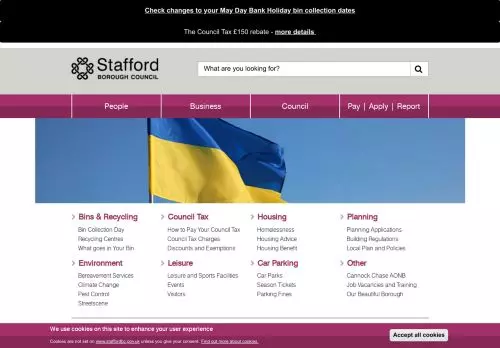 Check changes to your May Day Bank Holiday bin collection dates
The Council Tax £150 rebate - more details
Stafford
BOROUGH COUNCIL
What are you looking for?
People
Business
Council
Pay | Apply | Report
Bins & Recycling
Bin Collection Day
Recycling Centres
What goes in Your Bin
Council Tax
How to Pay Your Council Tax
Council Tax Charges
Discounts and Exemptions
Housing
Homelessness
Housing Advice
Housing Benefit
Planning
Planning Applications
Building Regulations
Local Plan and Policies
Environment
Bereavement Services
Climate Change
Pest Control
Streetscene
Leisure
Leisure and Sports Facilities
Events
Visitors
Car Parking
Car Parks
Season Tickets
Parking Fines
Other
Cannock Chase AONB
Job Vacancies and Training
Our Beautiful Borough
We use cookies on this site to enhance your user experience
Cookies are not set on www.staffordbc.gov.uk unless you give your consent. Find out more about cookies.
Accept all cookies